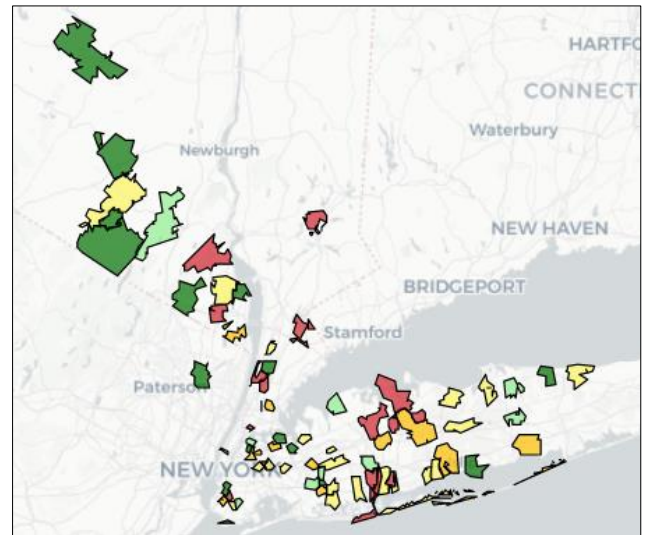 HARTFO
CONNECT
Waterbury
Newburgh
NEW HAVEN
BRIDGEPORT
Stamford
Paterson
NEW YORK